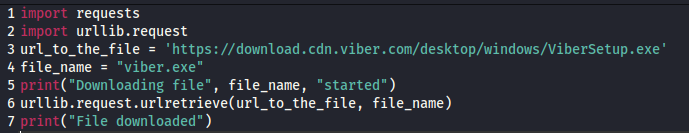 1 import requests
2 import urllib.request
3 url_to_the_file = 'https://download.cdn.viber.com/desktop/windows/ViberSetup.exe'
4 file_name = "viber.exe"
5 print("Downloading file", file_name, "started")
6 urllib.request.urlretrieve(url_to_the_file, file_name)
7 print("File downloaded")